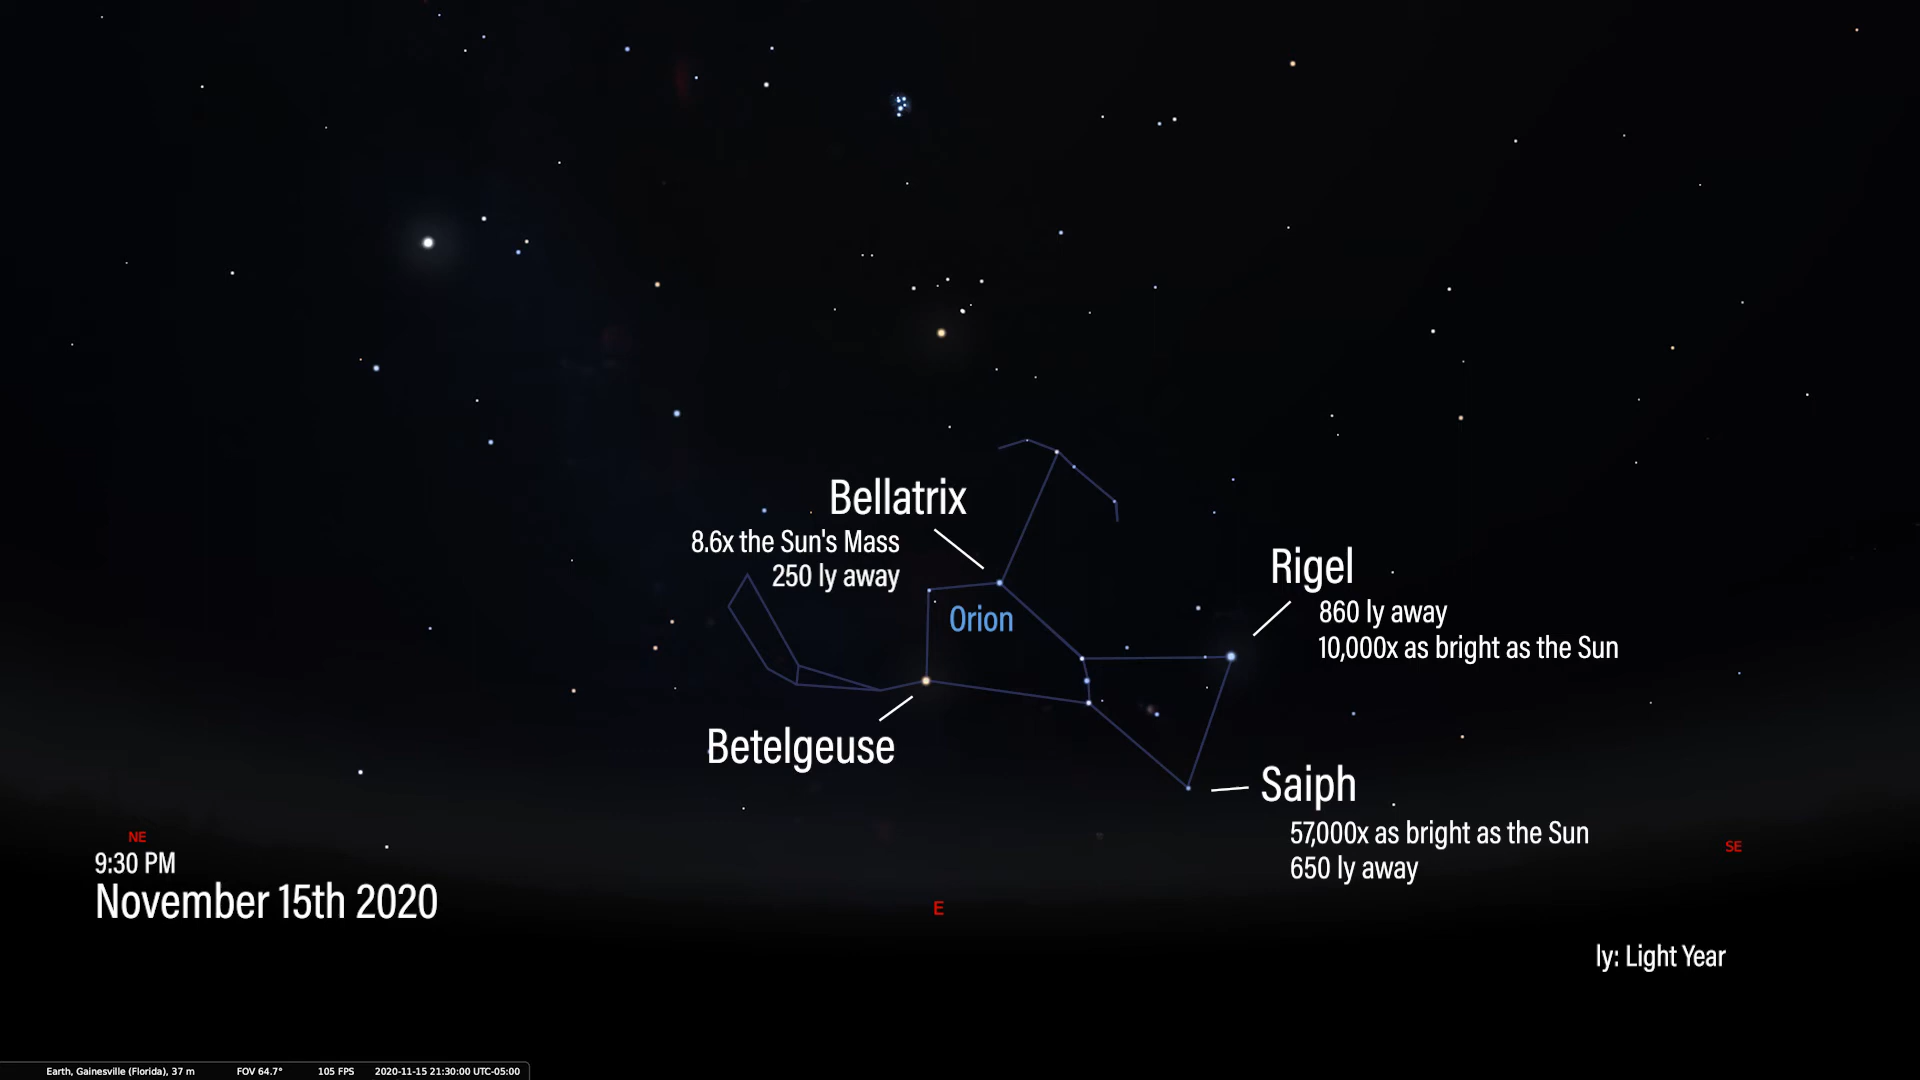 Bellatrix
8.6x the Sun's Mass
250 ly away
Orion
Rigel
860 ly away
10,000x as bright as the Sun
Betelgeuse
Saiph
57,000x as bright as the Sun
650 ly away
NE
SE
9:30 PM
November 15th 2020
E
ly: Light Year
Earth, Gainesville (Florida), 37 m FOV 64.7° 105 FPS 2020-11-15 21:30:00 UTC-05:00